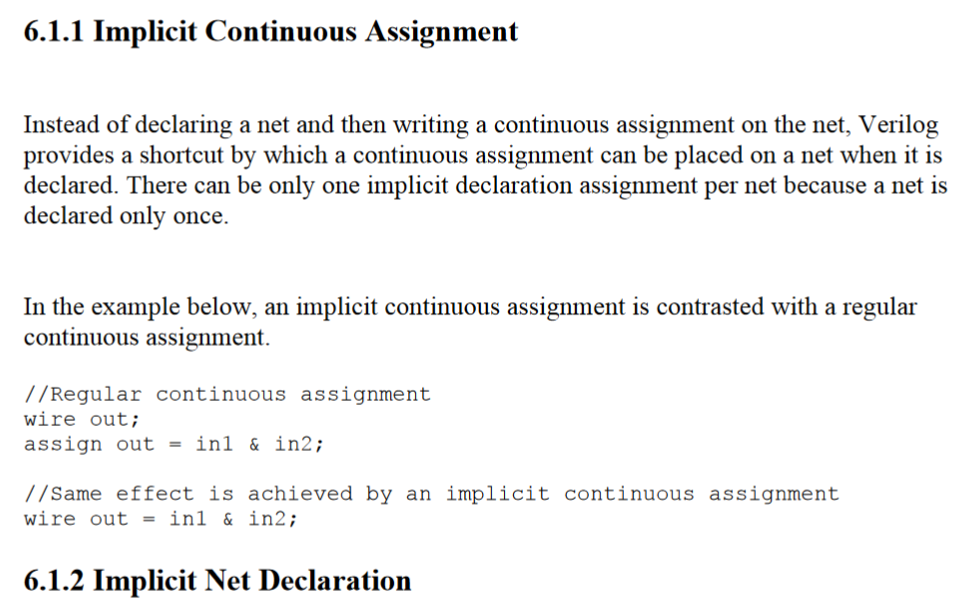 6.1.1 Implicit Continuous Assignment
Instead of declaring a net and then writing a continuous assignment on the net, Verilog
provides a shortcut by which a continuous assignment can be placed on a net when it is
declared. There can be only one implicit declaration assignment per net because a net is
declared only once.
In the example below, an implicit continuous assignment is contrasted with a regular
continuous assignment.
//Regular continuous assignment
wire out;
assign out = in1 & in2;
//Same effect is achieved by an implicit continuous assignment
wire out = in1 & in2;
6.1.2 Implicit Net Declaration